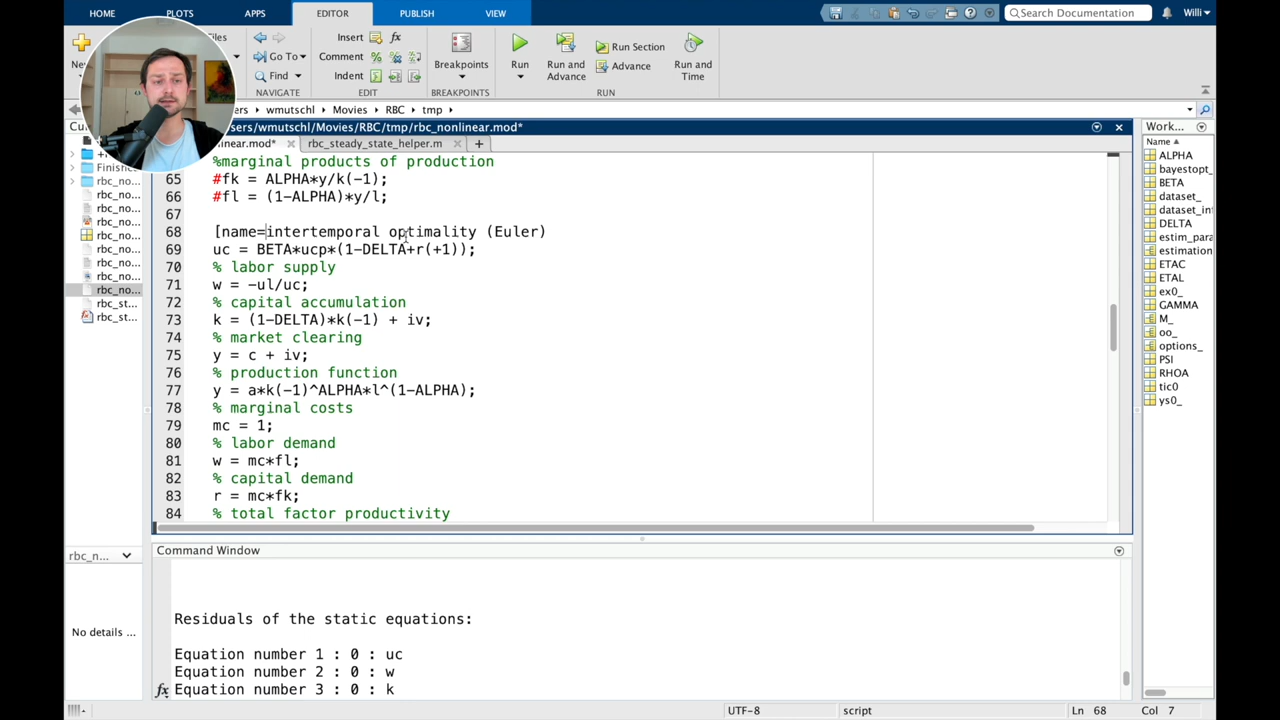 HOME PLOTS APPS EDITOR PUBLISH VIEW
Search Documentation Willi
Files
Insert fx
Go To Comment Run Section
Find Indent Breakpoints Run Run and Advance Advance Run and Time
NAVIGATE EDIT BREAKPOINTS RUN
wmutschl Movies RBC tmp
ers/wmutschl/Movies/RBC/tmp/rbc_nonlinear.mod*
linear.mod* rbc_steady_state_helper.m
%marginal products of production
65 #fk = ALPHA*y/k(-1);
66 #fl = (1-ALPHA)*y/l;
67
68 [name=intertemporal optimality (Euler)
69 uc = BETA*ucp*(1-DELTA+r(+1));
70 % labor supply
71 w = -ul/uc;
72 % capital accumulation
73 k = (1-DELTA)*k(-1) + iv;
74 % market clearing
75 y = c + iv;
76 % production function
77 y = a*k(-1)^ALPHA*l^(1-ALPHA);
78 % marginal costs
79 mc = 1;
80 % labor demand
81 w = mc*fl;
82 % capital demand
83 r = mc*fk;
84 % total factor productivity
Finishe...
rbc_no...
rbc_no...
rbc_no...
rbc_no...
rbc_no...
rbc_no...
rbc_no...
rbc_no...
rbc_no...
rbc_st...
rbc_st...
rbc_n...
No details ...
Work...
Name
ALPHA
bayestopt_
BETA
dataset_
dataset_inf
DELTA
estim_para
estimation
ETAC
ETAL
ex0_
GAMMA
M_
oo_
options_
PSI
RHOA
tic0
ys0_
Command Window
Residuals of the static equations:
Equation number 1 : 0 : uc
Equation number 2 : 0 : w
fx Equation number 3 : 0 : k
UTF-8 script Ln 68 Col 7